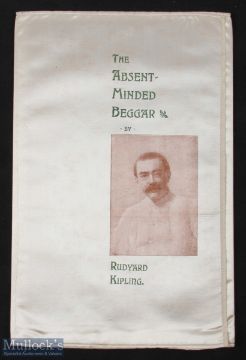 THE
ABSENT-
MINDED
BEGGAR
- BY
RUDYARD
KIPLING.
Mullock's